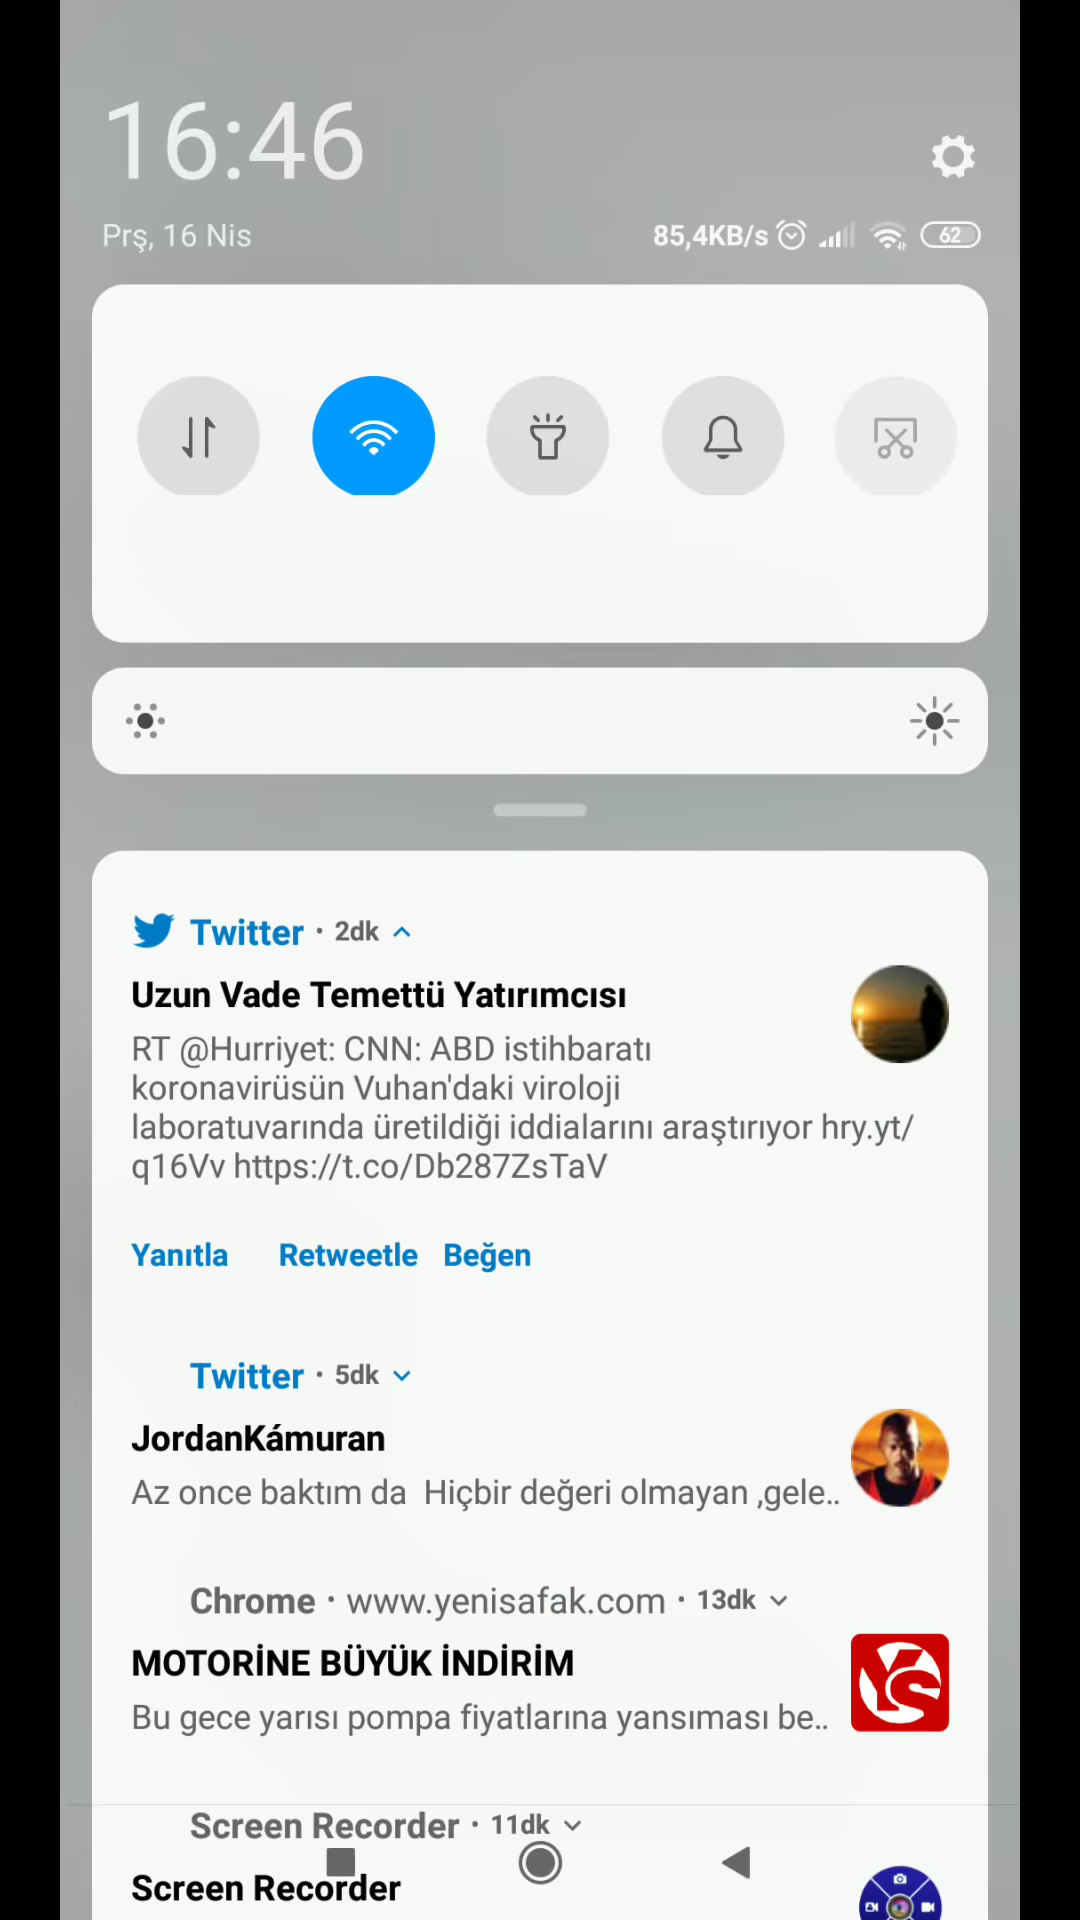 16:46
Prş, 16 Nis
85,4KB/s
62
Twitter · 2dk
Uzun Vade Temettü Yatırımcısı
RT @Hurriyet: CNN: ABD istihbaratı
koronavirüsün Vuhan'daki viroloji
laboratuvarında üretildiği iddialarını araştırıyor hry.yt/
q16Vv https://t.co/Db287ZsTaV
Yanıtla Retweetle Beğen
Twitter · 5dk
JordanKámuran
Az once baktım da  Hiçbir değeri olmayan ,gele..
Chrome · www.yenisafak.com · 13dk
MOTORİNE BÜYÜK İNDİRİM
Bu gece yarısı pompa fiyatlarına yansıması be..
YS
Screen Recorder · 11dk
Screen Recorder